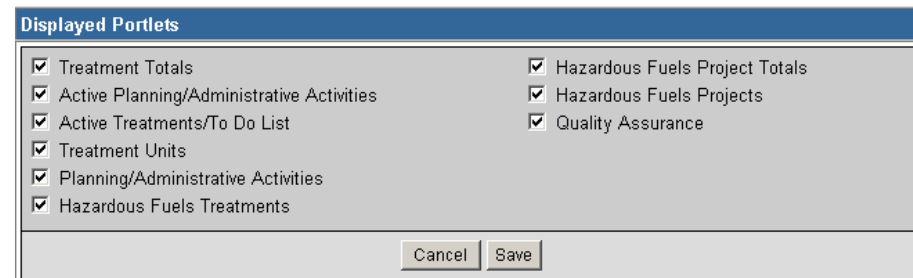 Displayed Portlets
Treatment Totals
Active Planning/Administrative Activities
Active Treatments/To Do List
Treatment Units
Planning/Administrative Activities
Hazardous Fuels Treatments
Hazardous Fuels Project Totals
Hazardous Fuels Projects
Quality Assurance
Cancel Save